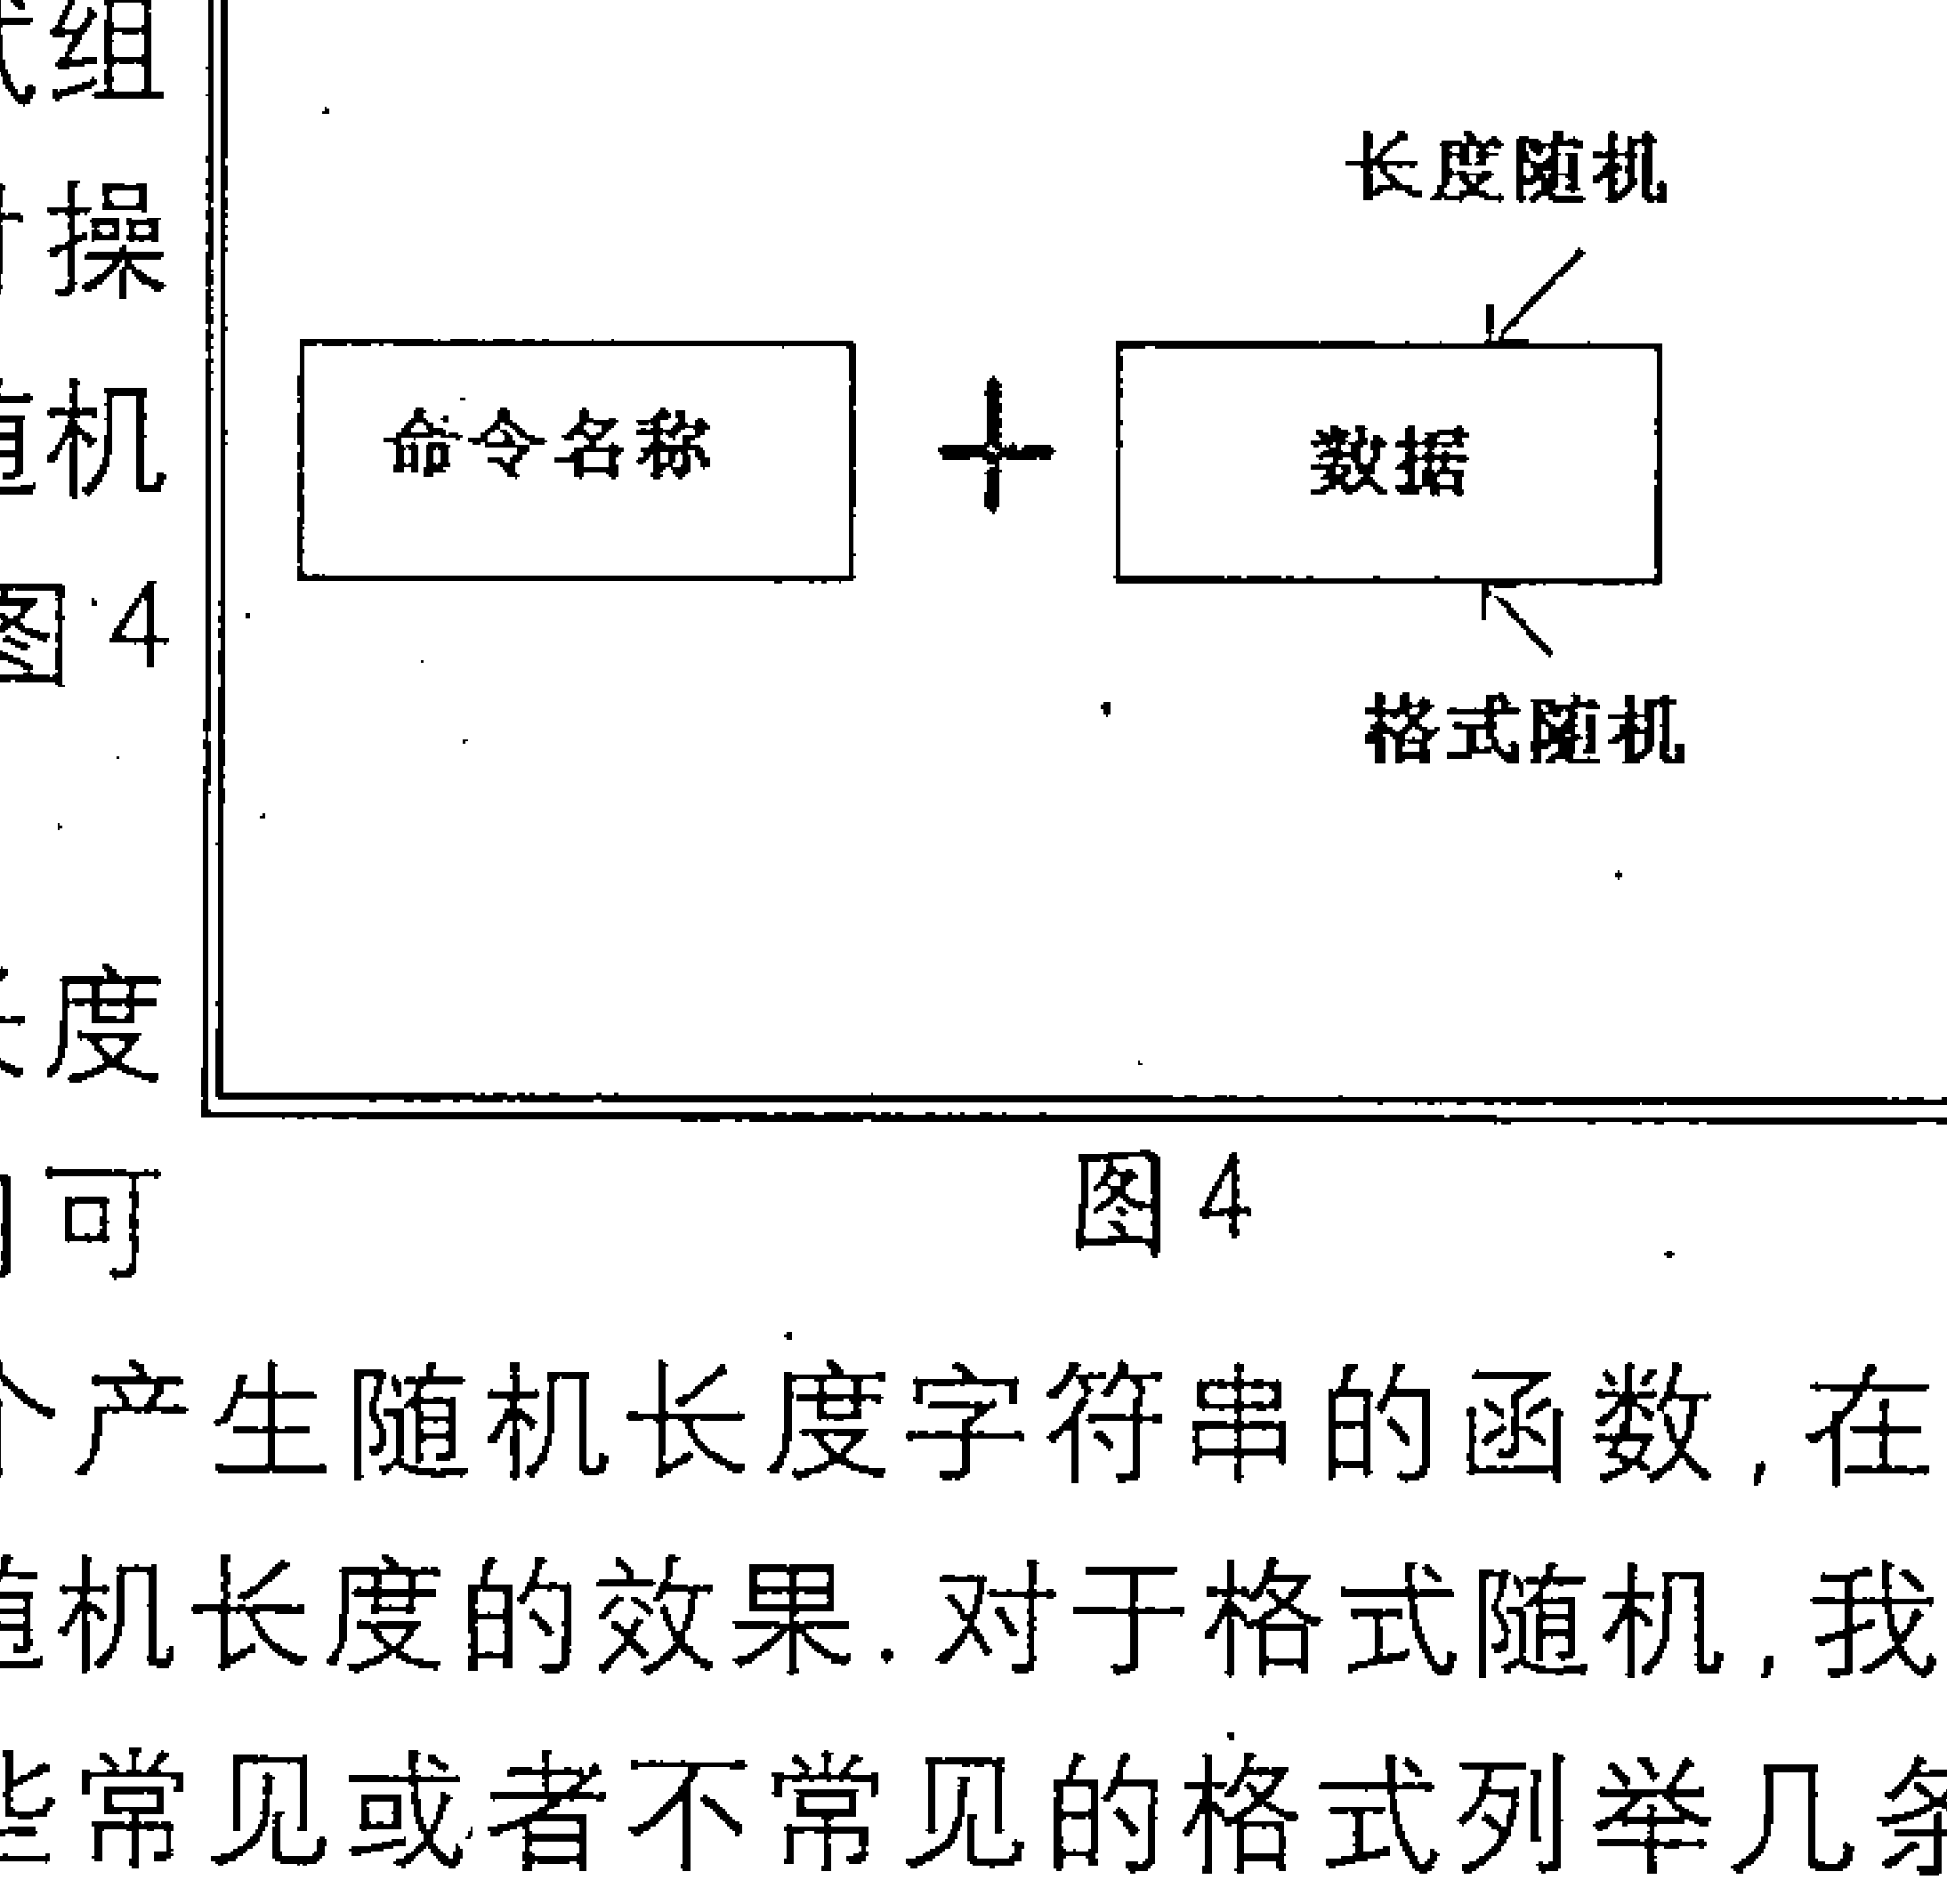 组
操
随机
图4
长度
可
长度随机
命令名称 + 数据
格式随机
图4
个产生随机长度字符串的函数,在
随机长度的效果.对于格式随机,我
些常见或者不常见的格式列举几条